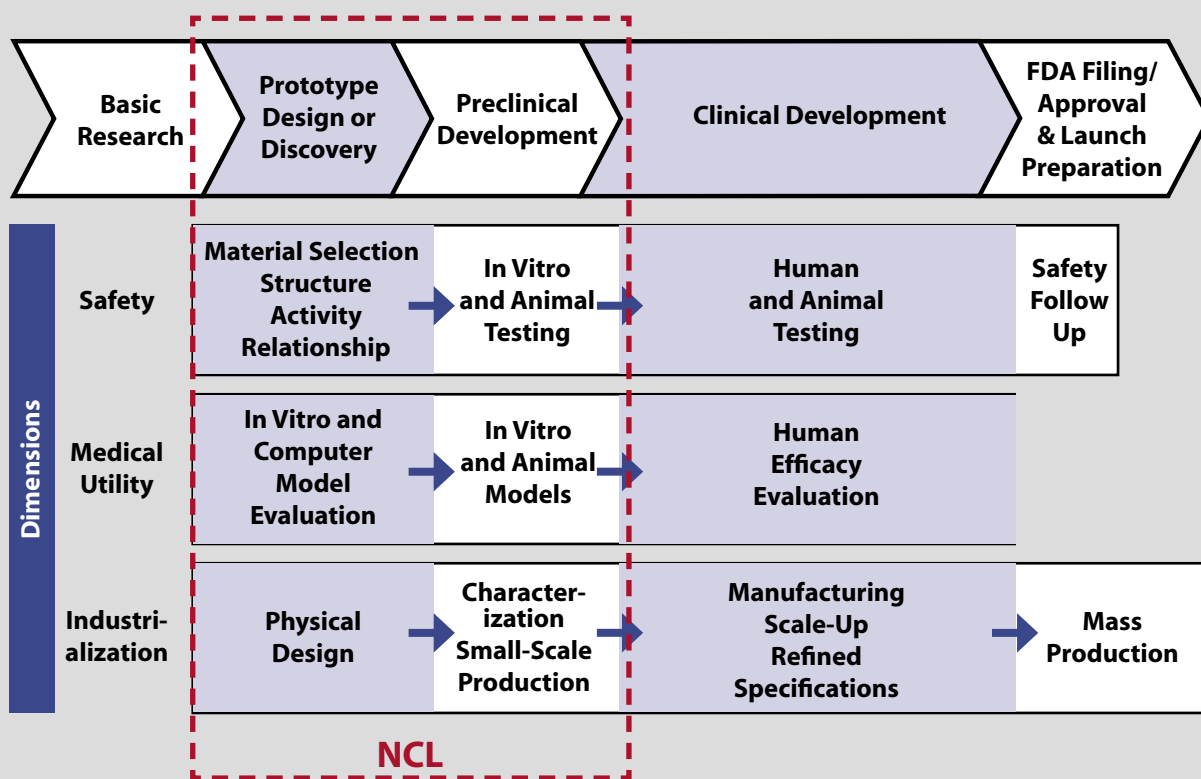 Basic
Research
Prototype
Design or
Discovery
Preclinical
Development
Clinical Development
FDA Filing/
Approval
& Launch
Preparation
Dimensions
Safety
Material Selection
Structure
Activity
Relationship
In Vitro
and Animal
Testing
Human
and Animal
Testing
Safety
Follow
Up
Medical
Utility
In Vitro and
Computer
Model
Evaluation
In Vitro
and Animal
Models
Human
Efficacy
Evaluation
Industri-
alization
Physical
Design
Character-
ization
Small-Scale
Production
Manufacturing
Scale-Up
Refined
Specifications
Mass
Production
NCL